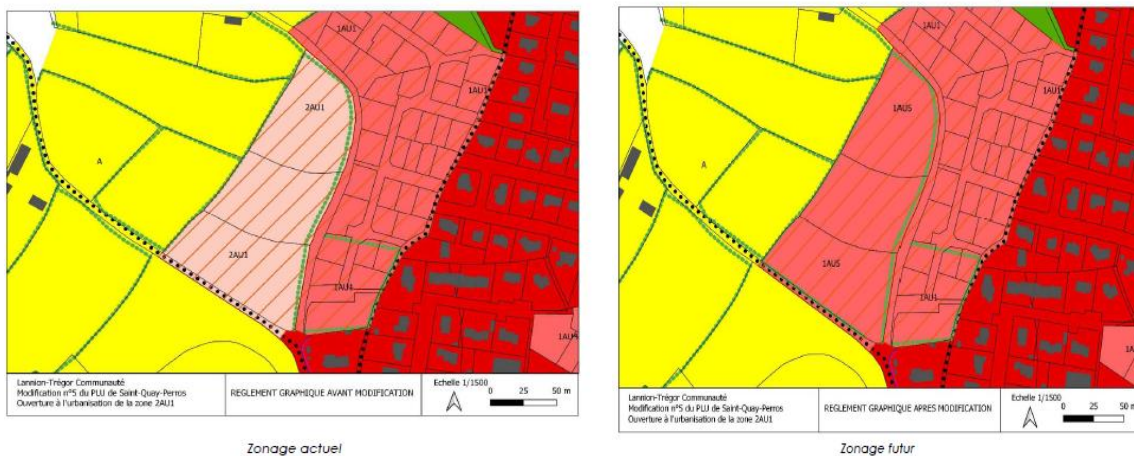 1AU1
2AU1
1AU1
A
2AU1
1AU1
Lannion-Trégor Communauté
Modification n°5 du PLU de Saint-Quay-Perros
Ouverture à l'urbanisation de la zone 2AU1
REGLEMENT GRAPHIQUE AVANT MODIFICATION
Echelle 1/1500
0 25 50 m
Zonage actuel
1AU1
1AU5
1AU1
A
1AU5
1AU1
Lannion-Trégor Communauté
Modification n°5 du PLU de Saint-Quay-Perros
Ouverture à l'urbanisation de la zone 2AU1
REGLEMENT GRAPHIQUE APRES MODIFICATION
Echelle 1/1500
0 25 50 m
Zonage futur